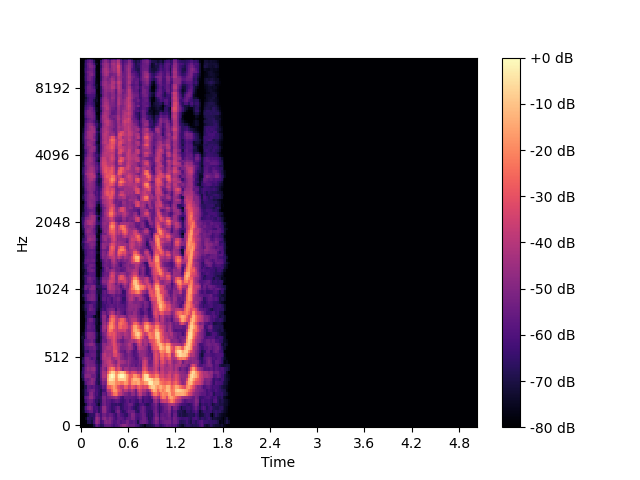 +0 dB
8192
-10 dB
4096
-20 dB
-30 dB
2048
Hz
-40 dB
1024
-50 dB
-60 dB
512
-70 dB
0
-80 dB
0 0.6 1.2 1.8 2.4 3 3.6 4.2 4.8
Time